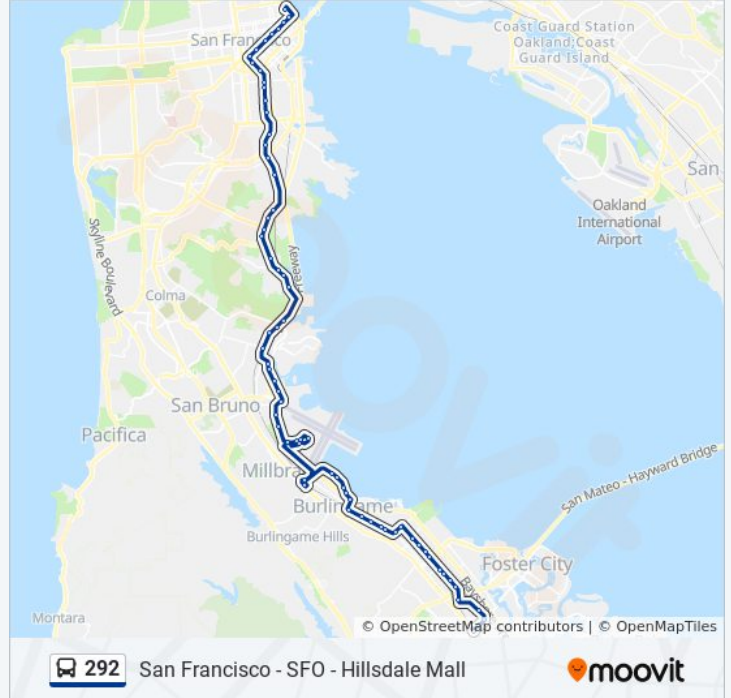 Coast Guard Station
Oakland;Coast
Guard Island
San Francisco
San
Oakland
International
Airport
Skyline Boulevard
Freeway
Colma
San Bruno
Pacifica
Millbrae
San Mateo - Hayward Bridge
Burlingame
Burlingame Hills
Foster City
Baysh
Montara
© OpenStreetMap contributors | © OpenMapTiles
292 San Francisco - SFO - Hillsdale Mall
moovit